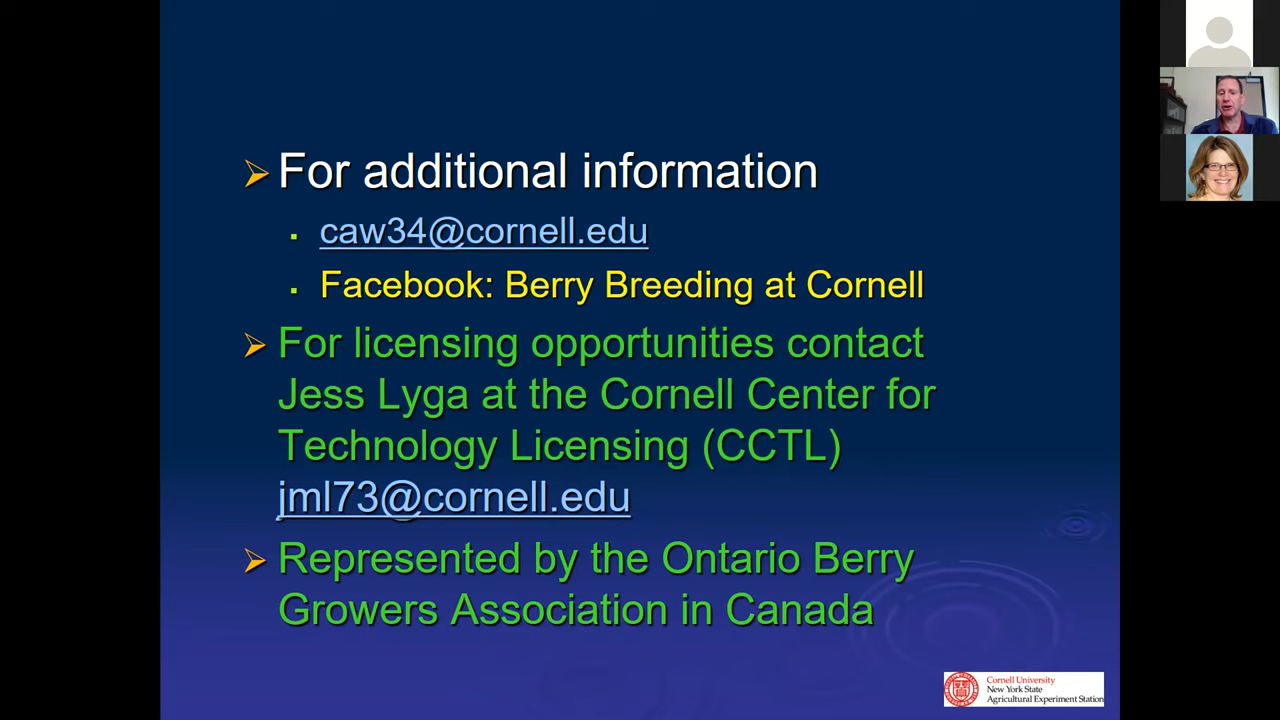 For additional information
caw34@cornell.edu
Facebook: Berry Breeding at Cornell
For licensing opportunities contact
Jess Lyga at the Cornell Center for
Technology Licensing (CCTL)
jml73@cornell.edu
Represented by the Ontario Berry
Growers Association in Canada
Cornell University
New York State
Agricultural Experiment Station